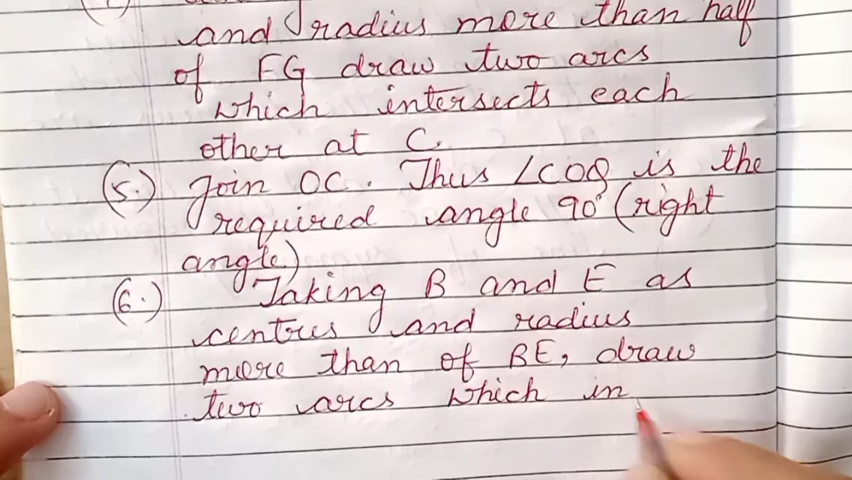 and radius more than half
of FG draw two arcs
which intersects each
other at C.
(5.) Join OC. Thus ∠COQ is the
required angle 90° (right
angle)
(6.) Taking B and E as
centres and radius
more than of BE, draw
two arcs which in